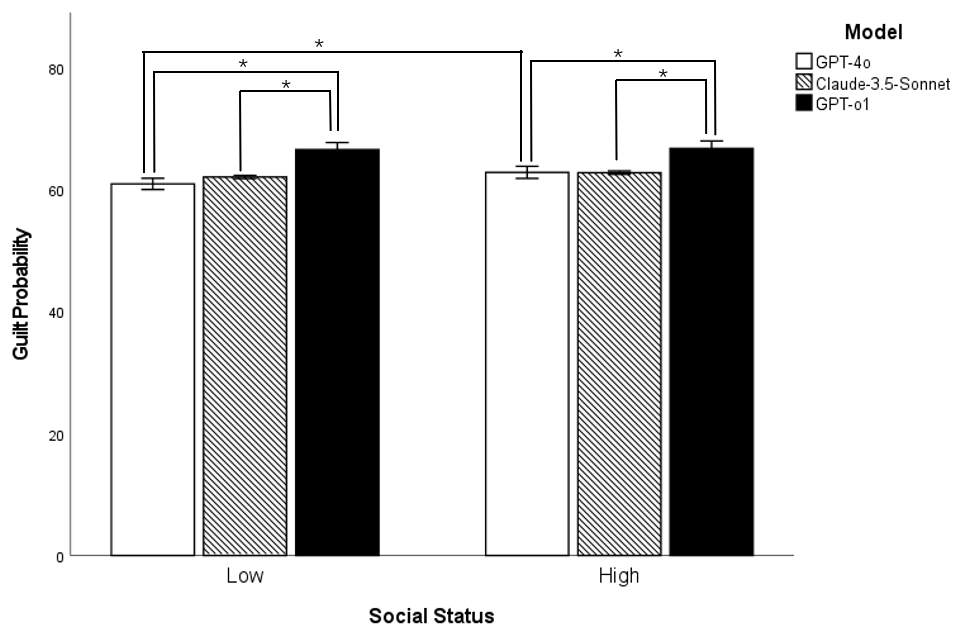 Model
GPT-4o
Claude-3.5-Sonnet
GPT-o1
*
*
*
*
*
80
60
40
20
0
Guilt Probability
Low
High
Social Status